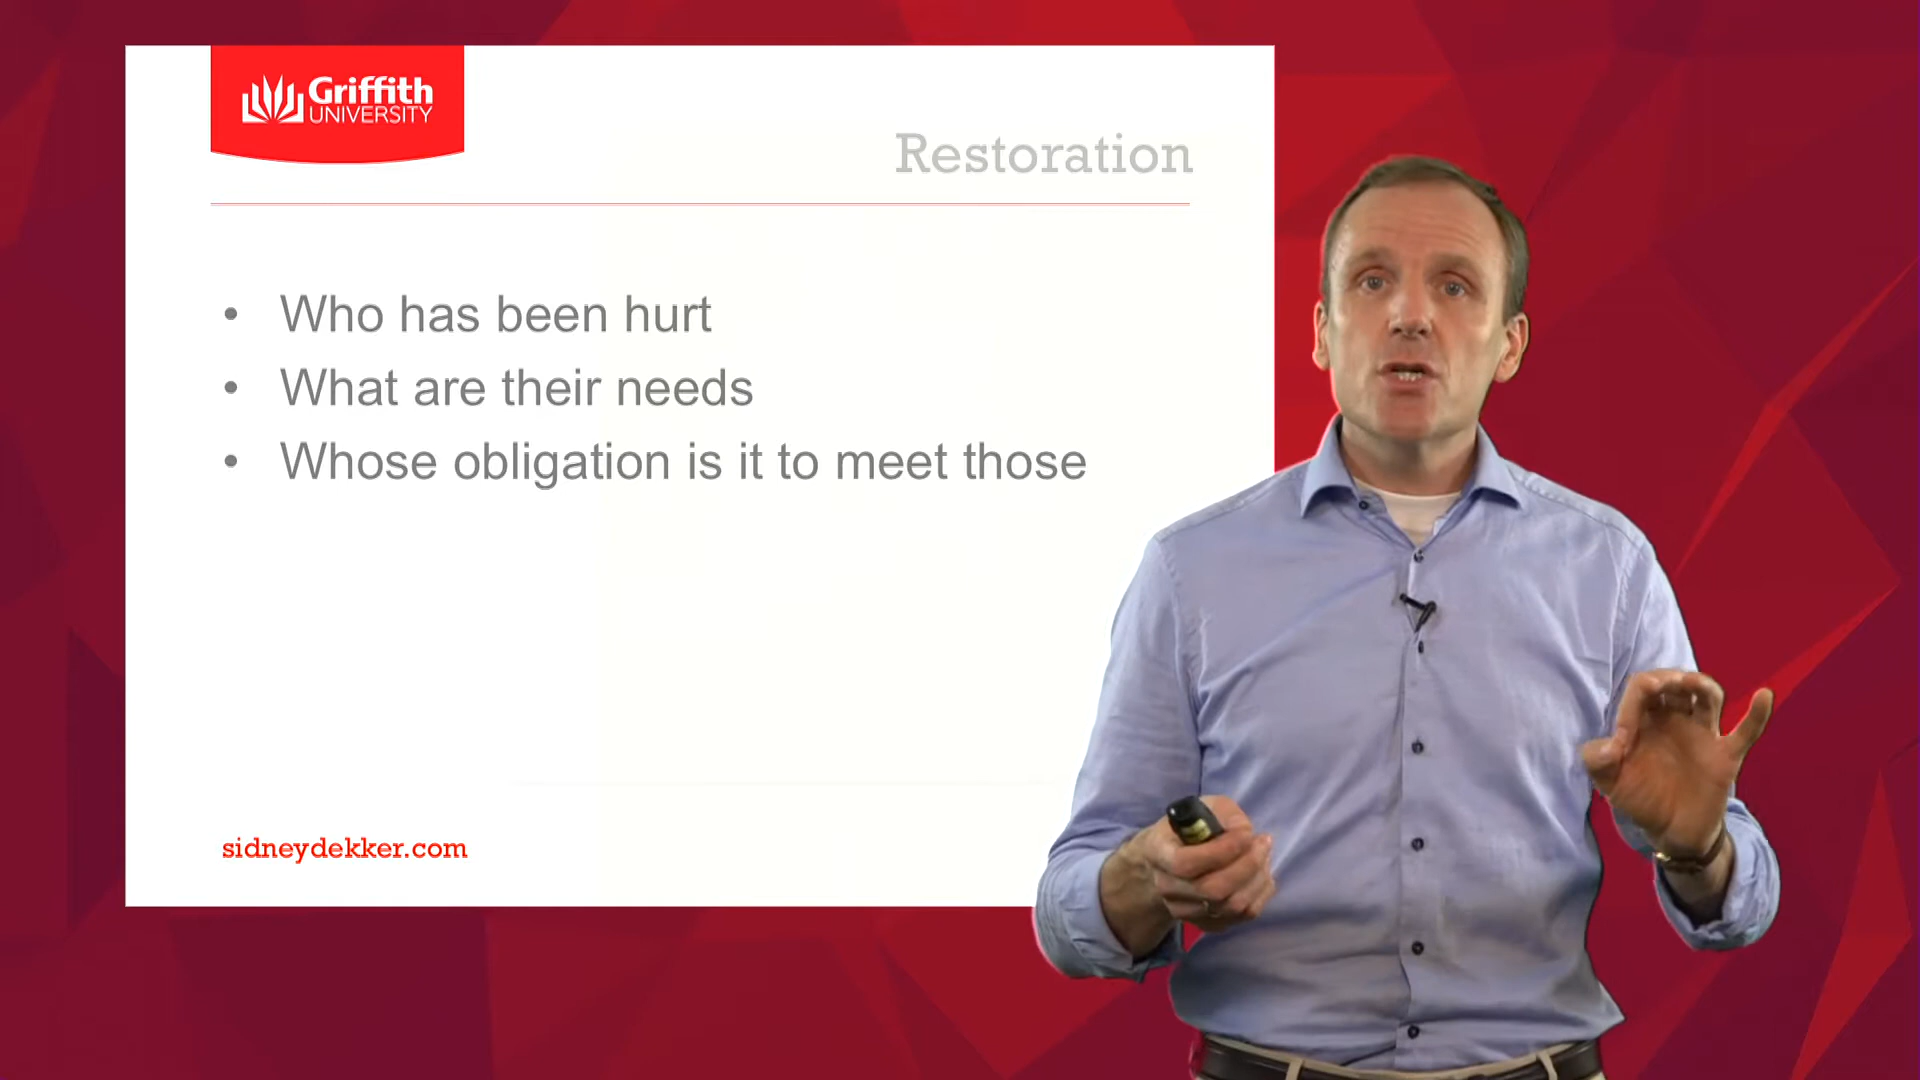 Griffith
UNIVERSITY
Restoration
• Who has been hurt
• What are their needs
• Whose obligation is it to meet those
sidneydekker.com